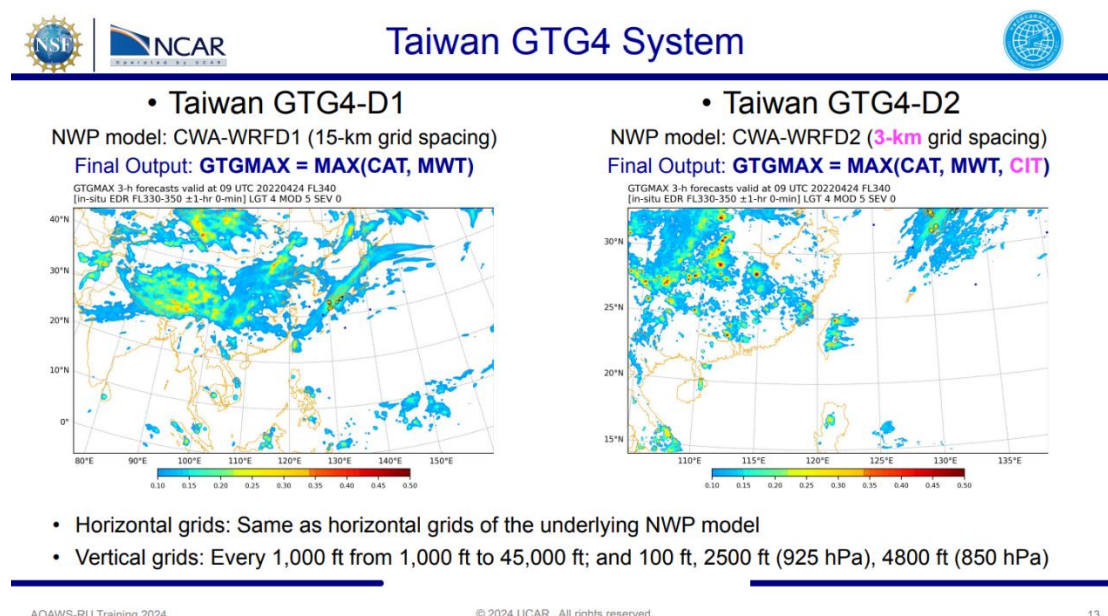 NSF
NCAR
Operated by UCAR
Taiwan GTG4 System
• Taiwan GTG4-D1
NWP model: CWA-WRFD1 (15-km grid spacing)
Final Output: GTGMAX = MAX(CAT, MWT)
GTGMAX 3-h forecasts valid at 09 UTC 20220424 FL340
[in-situ EDR FL330-350 ±1-hr 0-min] LGT 4 MOD 5 SEV 0
40°N
30°N
20°N
10°N
0°
80°E 90°E 100°E 110°E 120°E 130°E 140°E 150°E
0.10 0.15 0.20 0.25 0.30 0.35 0.40 0.45 0.50
• Taiwan GTG4-D2
NWP model: CWA-WRFD2 (3-km grid spacing)
Final Output: GTGMAX = MAX(CAT, MWT, CIT)
GTGMAX 3-h forecasts valid at 09 UTC 20220424 FL340
[in-situ EDR FL330-350 ±1-hr 0-min] LGT 4 MOD 5 SEV 0
30°N
25°N
20°N
15°N
110°E 115°E 120°E 125°E 130°E 135°E
0.10 0.15 0.20 0.25 0.30 0.35 0.40 0.45 0.50
• Horizontal grids: Same as horizontal grids of the underlying NWP model
• Vertical grids: Every 1,000 ft from 1,000 ft to 45,000 ft; and 100 ft, 2500 ft (925 hPa), 4800 ft (850 hPa)
AOAWS-RU Training 2024
© 2024 UCAR. All rights reserved.
13